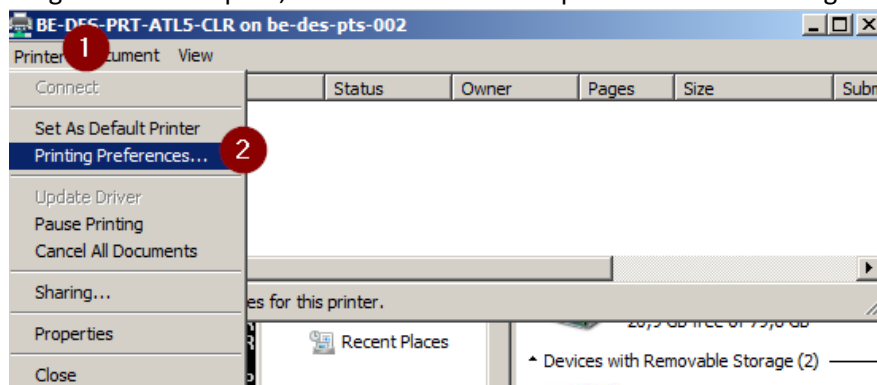 BE-DES-PRT-ATL5-CLR on be-des-pts-002
1
Printer ument View
Connect
Status Owner Pages Size Subm
Set As Default Printer
Printing Preferences... 2
Update Driver
Pause Printing
Cancel All Documents
Sharing...
es for this printer.
Properties
Recent Places
Devices with Removable Storage (2)
Close